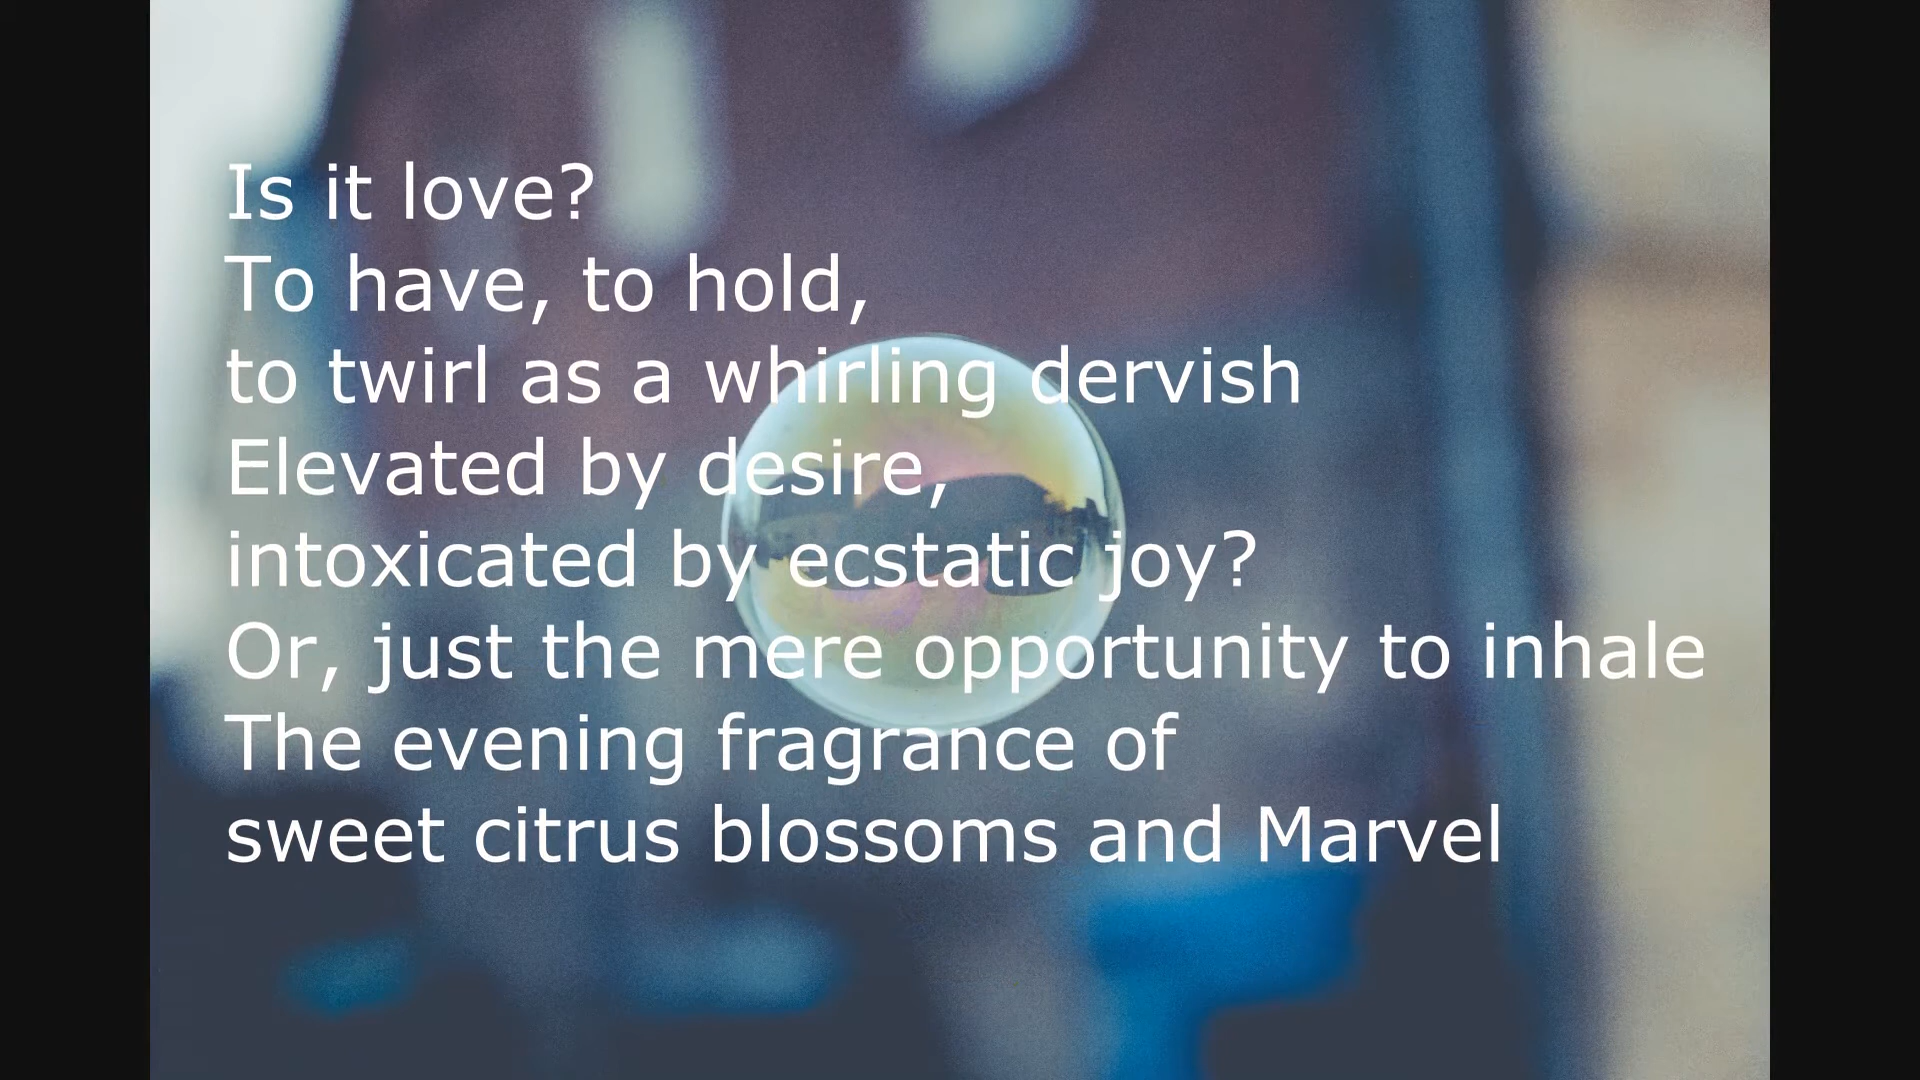 Is it love?
To have, to hold,
to twirl as a whirling dervish
Elevated by desire,
intoxicated by ecstatic joy?
Or, just the mere opportunity to inhale
The evening fragrance of
sweet citrus blossoms and Marvel